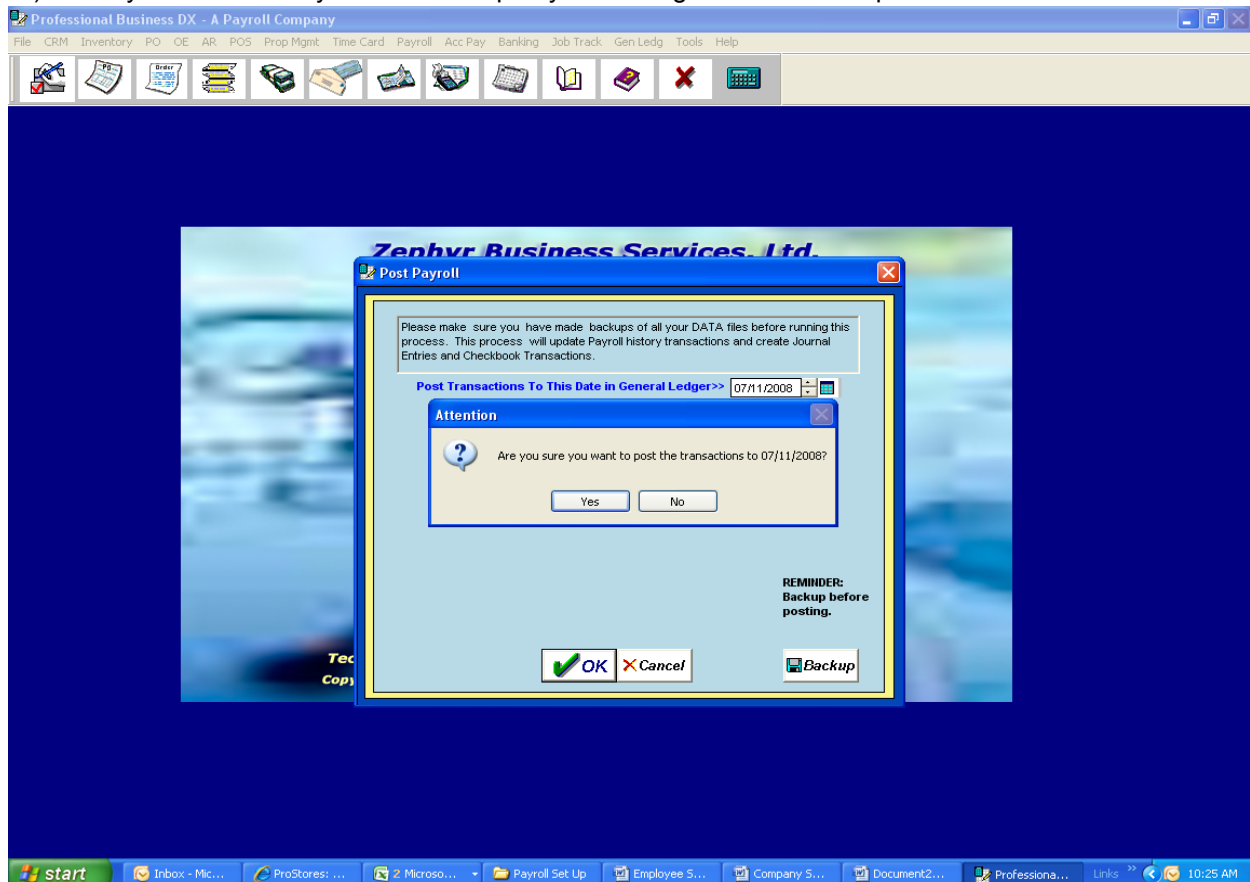 Professional Business DX - A Payroll Company
File CRM Inventory PO OE AR POS Prop Mgmt Time Card Payroll Acc Pay Banking Job Track Gen Ledg Tools Help
PO
Order
Zephyr Business Services, Ltd.
Post Payroll
Please make sure you have made backups of all your DATA files before running this
process. This process will update Payroll history transactions and create Journal
Entries and Checkbook Transactions.
Post Transactions To This Date in General Ledger>> 07/11/2008
Attention
Are you sure you want to post the transactions to 07/11/2008?
Yes No
REMINDER:
Backup before
posting.
Tec
Copy
OK Cancel Backup
start Inbox - Mic... ProStores: ... 2 Microso... Payroll Set Up Employee S... Company S... Document2... Professiona... Links 10:25 AM